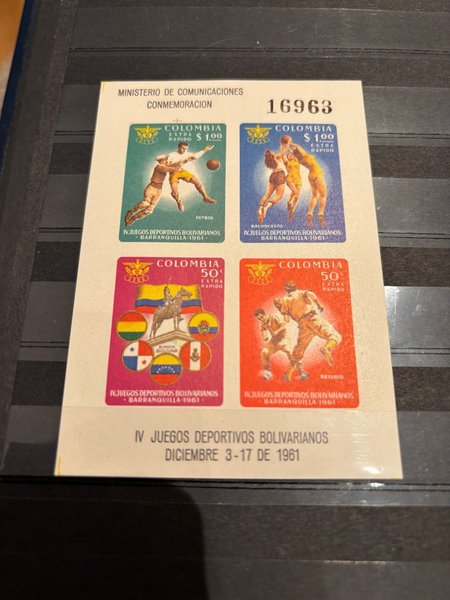 MINISTERIO DE COMUNICACIONES
CONMEMORACION
16963
COLOMBIA
EXTRA
RAPIDO
$ 1.00
FUTBOL
IV JUEGOS DEPORTIVOS BOLIVARIANOS
- BARRANQUILLA-1961 -
COLOMBIA
$ 1.00
EXTRA
RAPIDO
BALONCESTO
IV JUEGOS DEPORTIVOS BOLIVARIANOS
- BARRANQUILLA-1961 -
COLOMBIA
50c
EXTRA
RAPIDO
BOLIVAR
IV JUEGOS DEPORTIVOS BOLIVARIANOS
- BARRANQUILLA-1961 -
COLOMBIA
50c
EXTRA
RAPIDO
BEISBOL
IV JUEGOS DEPORTIVOS BOLIVARIANOS
- BARRANQUILLA-1961 -
IV JUEGOS DEPORTIVOS BOLIVARIANOS
DICIEMBRE 3-17 DE 1961